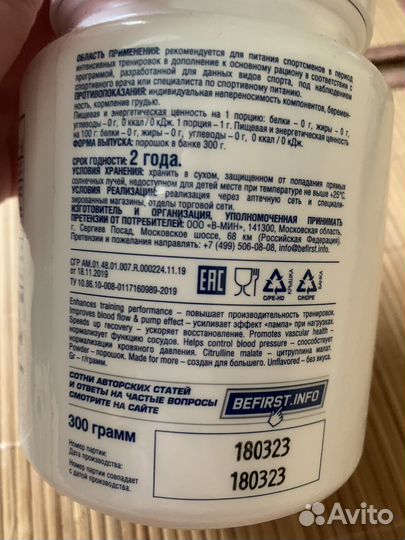 ОБЛАСТЬ ПРИМЕНЕНИЯ: рекомендуется для питания спортсменов в период
интенсивных тренировок в дополнение к основному рациону в соответствии с
программой, разработанной для данных видов спорта, под наблюдением
спортивного врача или специалиста по спортивному питанию.
ПРОТИВОПОКАЗАНИЯ: индивидуальная непереносимость компонентов, беремен-
ность, кормление грудью.
Пищевая и энергетическая ценность на 1 порцию: белки – 0 г, жиры – 0 г,
углеводы – 0 г, 0 ккал / 0 кДж. 1 порция – 1 г. Пищевая и энергетическая ценность
на 100 г: белки – 0 г, жиры – 0 г, углеводы – 0 г, 0 ккал / 0 кДж.
ФОРМА ВЫПУСКА: порошок в банке 300 г.
СРОК ГОДНОСТИ: 2 года.
УСЛОВИЯ ХРАНЕНИЯ: хранить в сухом, защищенном от попадания прямых
солнечных лучей, недоступном для детей месте при температуре не выше +25°С.
УСЛОВИЯ РЕАЛИЗАЦИИ: реализация через аптечную сеть и специали-
зированные магазины, отделы торговой сети.
ИЗГОТОВИТЕЛЬ И ОРГАНИЗАЦИЯ, УПОЛНОМОЧЕННАЯ ПРИНИМАТЬ
ПРЕТЕНЗИИ ОТ ПОТРЕБИТЕЛЕЙ: ООО «В-МИН», 141300, Московская область,
г. Сергиев Посад, Московское шоссе, 68 км (Российская Федерация).
Претензии и пожелания направлять: +7 (499) 506-08-08, info@befirst.info.
СГР AM.01.48.01.007.R.000224.11.19
от 18.11.2019
ТУ 10.86.10-008-0117160989-2019
EAC
C/PE-HD
КРЫШКА
C/HDPE
БАНКА
Enhances training performance – повышает производительность тренировок.
Improves blood flow & pump effect – усиливает эффект «пампа» при нагрузках.
Speeds up recovery – ускоряет восстановление. Promotes vascular health –
нормализует функцию сосудов. Helps control blood pressure – способствует
нормализации кровяного давления. Citrulline malate – цитруллина малат.
Powder – порошок. Made for more – создан для большего. Unflavored – без вкуса.
Gr – г/грамм.
СОТНИ АВТОРСКИХ СТАТЕЙ
И ОТВЕТЫ НА ЧАСТЫЕ ВОПРОСЫ
СМОТРИТЕ НА САЙТЕ
BEFIRST.INFO
300 грамм
Номер партии:
Дата производства:
Номер партии совпадает
с датой производства.
180323
180323
Avito